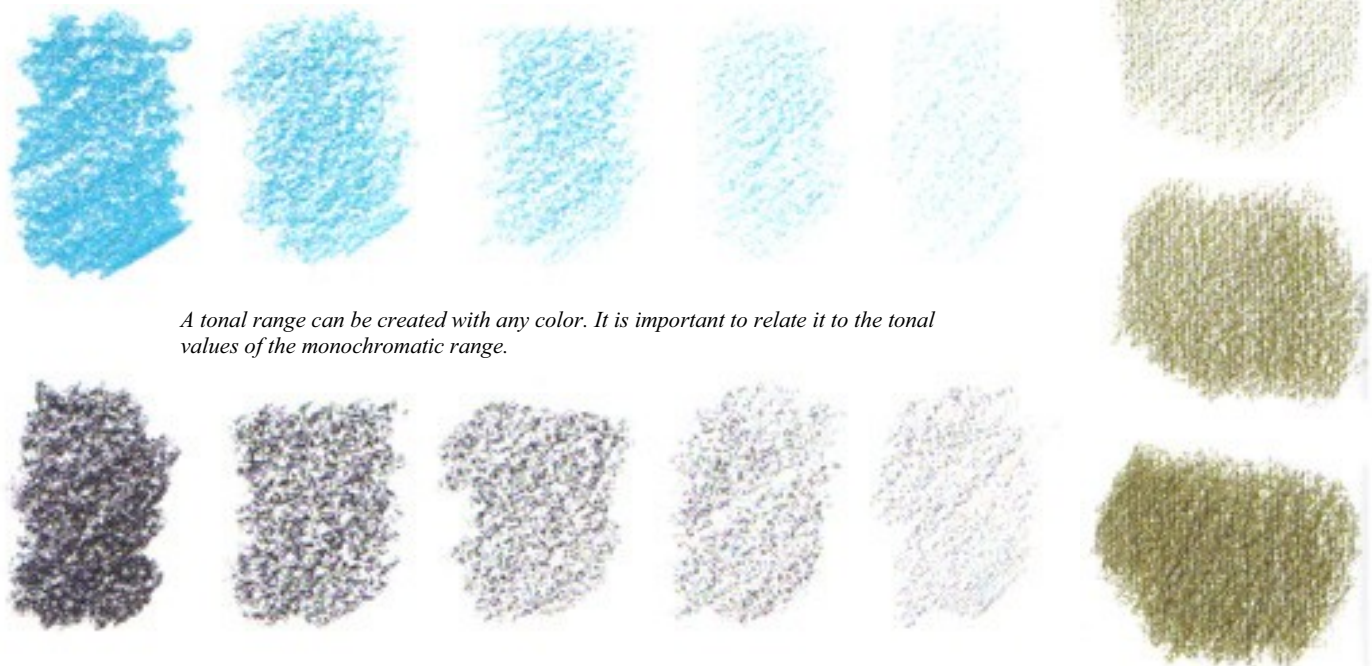 A tonal range can be created with any color. It is important to relate it to the tonal
values of the monochromatic range.